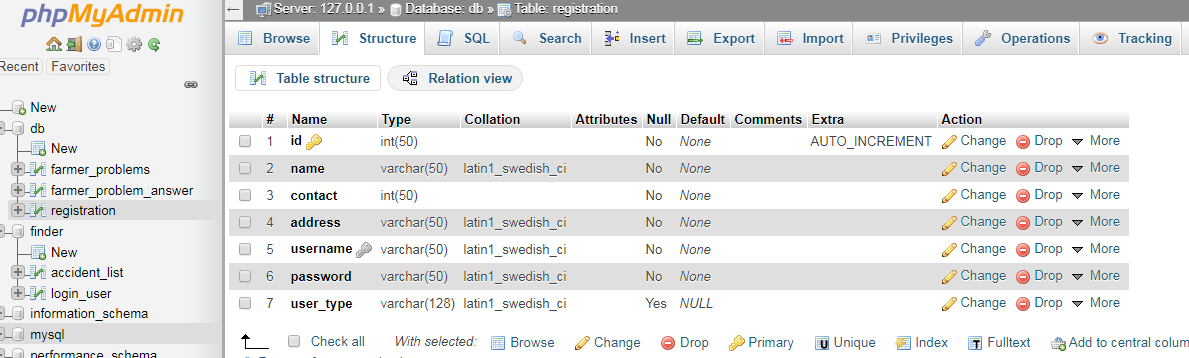 phpMyAdmin
Recent Favorites
New
db
New
farmer_problems
farmer_problem_answer
registration
finder
New
accident_list
login_user
information_schema
mysql
performance_schema
Server: 127.0.0.1 » Database: db » Table: registration
Browse Structure SQL Search Insert Export Import Privileges Operations Tracking
Table structure Relation view
# Name Type Collation Attributes Null Default Comments Extra Action
1 id int(50) No None AUTO_INCREMENT Change Drop More
2 name varchar(50) latin1_swedish_ci No None Change Drop More
3 contact int(50) No None Change Drop More
4 address varchar(50) latin1_swedish_ci No None Change Drop More
5 username varchar(50) latin1_swedish_ci No None Change Drop More
6 password varchar(50) latin1_swedish_ci No None Change Drop More
7 user_type varchar(128) latin1_swedish_ci Yes NULL Change Drop More
Check all With selected: Browse Change Drop Primary Unique Index Fulltext Add to central colum